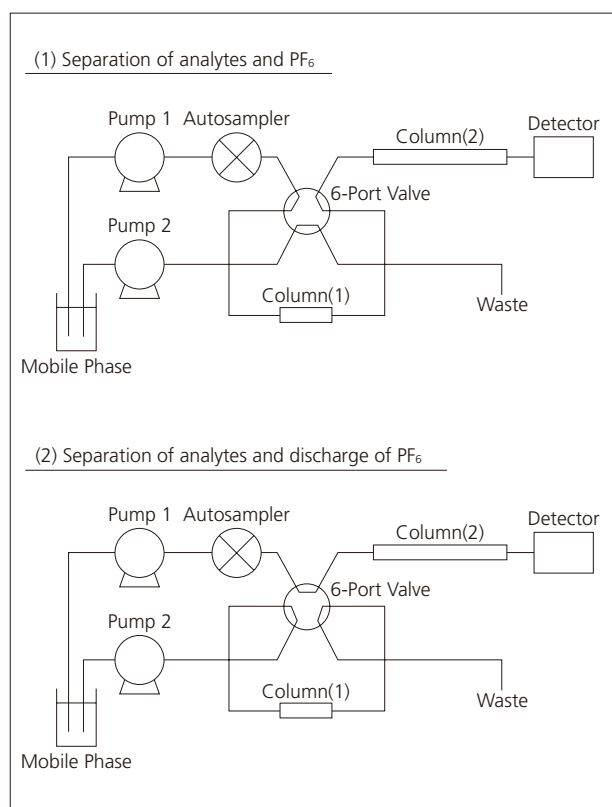 (1) Separation of analytes and PF₆
Pump 1 Autosampler
Column(2)
Detector
6-Port Valve
Pump 2
Column(1)
Waste
Mobile Phase
(2) Separation of analytes and discharge of PF₆
Pump 1 Autosampler
Column(2)
Detector
6-Port Valve
Pump 2
Column(1)
Waste
Mobile Phase